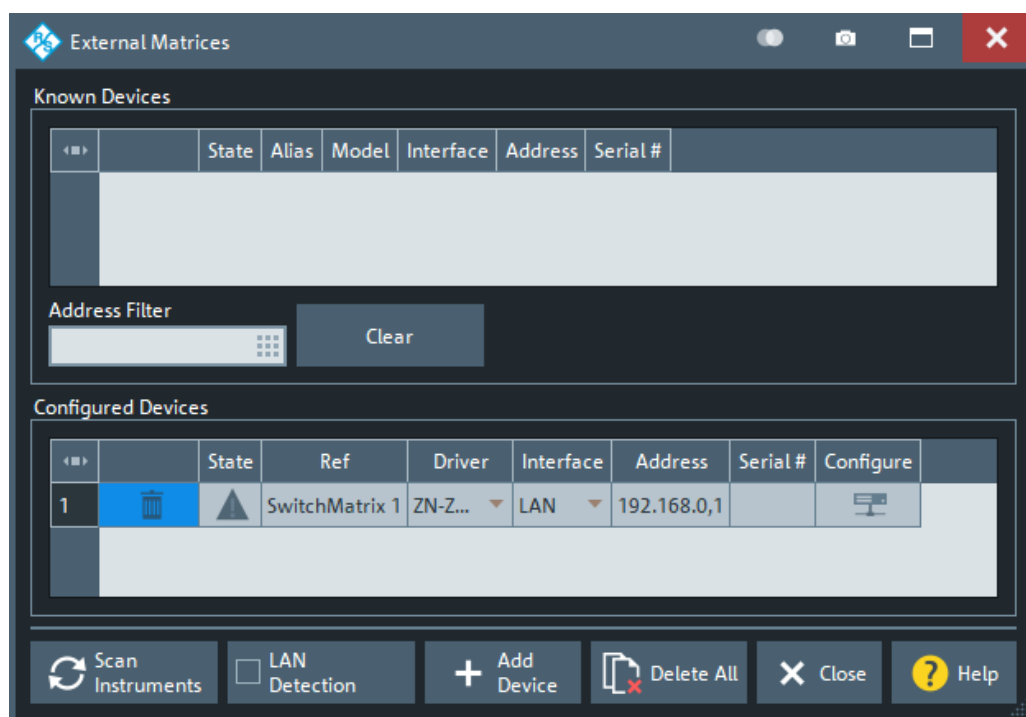 R/S External Matrices
Known Devices
State Alias Model Interface Address Serial #
Address Filter
Clear
Configured Devices
State Ref Driver Interface Address Serial # Configure
1 SwitchMatrix 1 ZN-Z... LAN 192.168.0,1
Scan Instruments
LAN Detection
Add Device
Delete All
Close
? Help